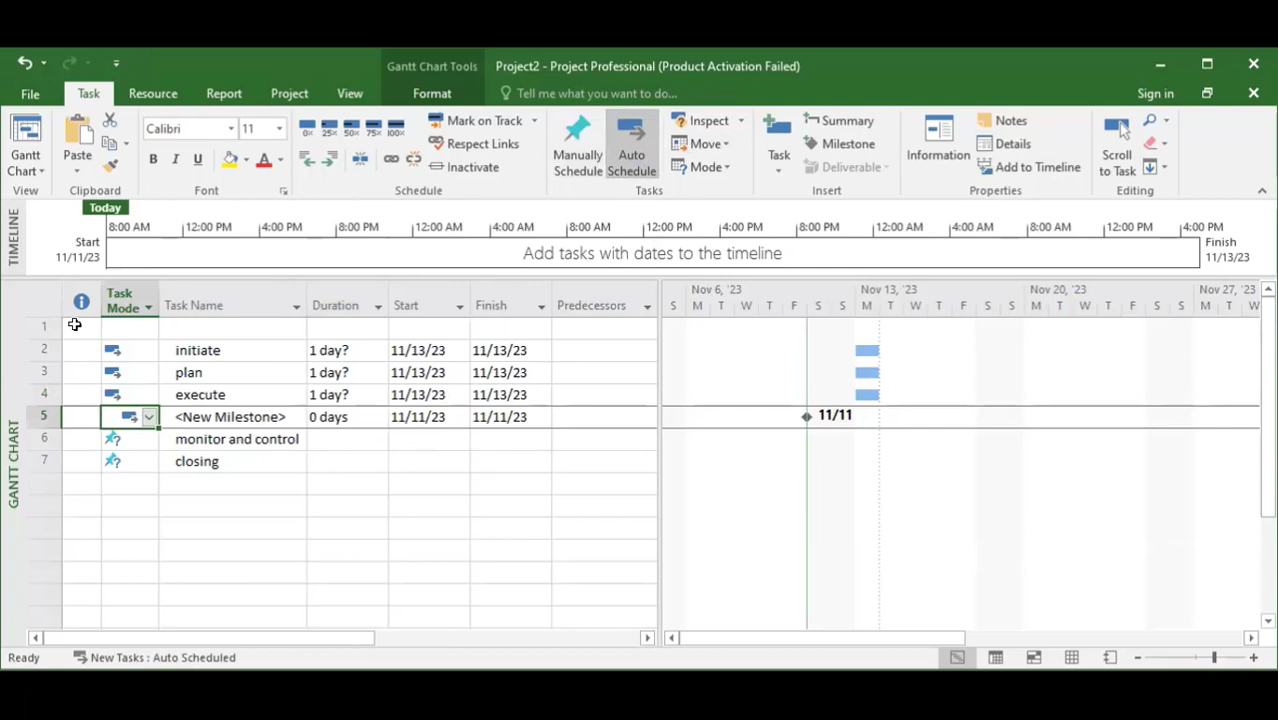 Gantt Chart Tools
Project2 - Project Professional (Product Activation Failed)
File
Task
Resource
Report
Project
View
Format
Tell me what you want to do...
Sign in
Gantt
Chart
View
Paste
Clipboard
Calibri
11
B I U
A
Font
0% 25% 50% 75% 100%
Mark on Track
Respect Links
Inactivate
Schedule
Manually
Schedule
Auto
Schedule
Inspect
Move
Mode
Tasks
Task
Summary
Milestone
Deliverable
Insert
Information
Notes
Details
Add to Timeline
Properties
Scroll
to Task
Editing
TIMELINE
Today
Start
11/11/23
8:00 AM 12:00 PM 4:00 PM 8:00 PM 12:00 AM 4:00 AM 8:00 AM 12:00 PM 4:00 PM 8:00 PM 12:00 AM 4:00 AM 8:00 AM 12:00 PM 4:00 PM
Add tasks with dates to the timeline
Finish
11/13/23
GANTT CHART
Task
Mode
Task Name
Duration
Start
Finish
Predecessors
Nov 6, '23 Nov 13, '23 Nov 20, '23 Nov 27, '23
S M T W T F S S M T W T F S S M T W T F S S M T W
1
2 initiate 1 day? 11/13/23 11/13/23
3 plan 1 day? 11/13/23 11/13/23
4 execute 1 day? 11/13/23 11/13/23
5 <New Milestone> 0 days 11/11/23 11/11/23 11/11
6 ? monitor and control
7 ? closing
Ready
New Tasks : Auto Scheduled